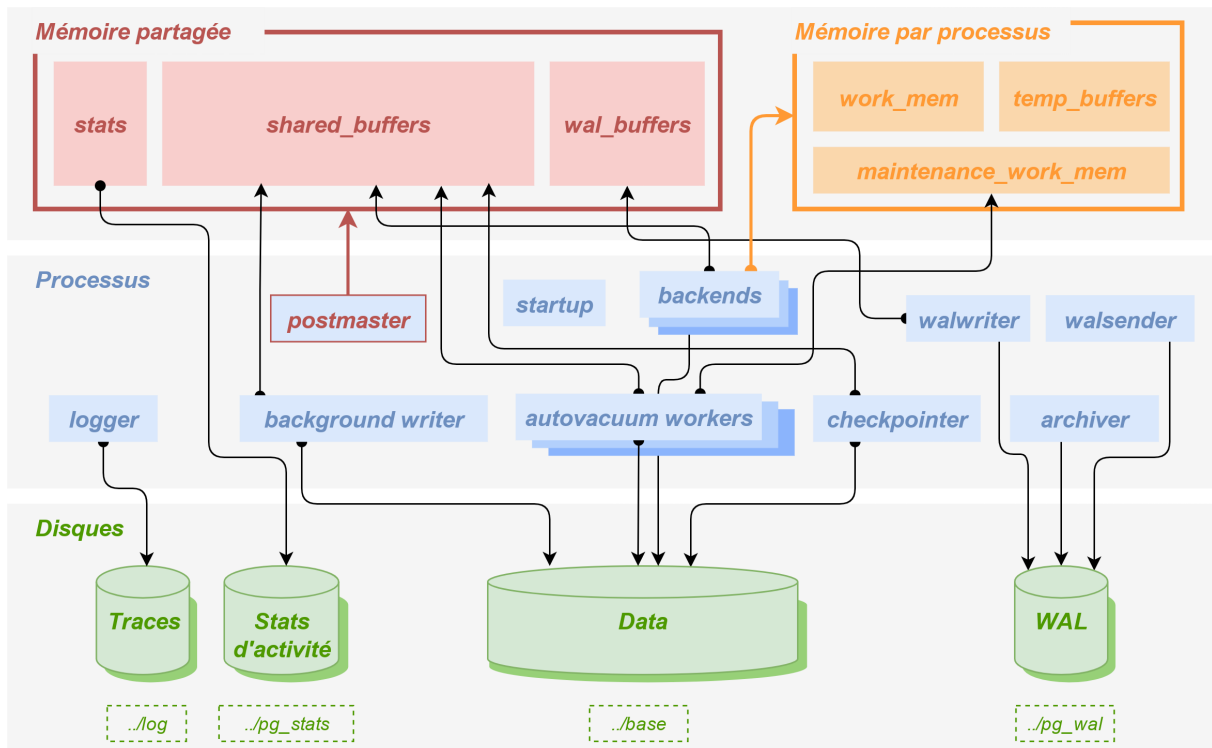 Mémoire partagée
Mémoire par processus
stats
shared_buffers
wal_buffers
work_mem
temp_buffers
maintenance_work_mem
Processus
postmaster
startup
backends
walwriter
walsender
logger
background writer
autovacuum workers
checkpointer
archiver
Disques
Traces
Stats
d'activité
Data
WAL
../log
../pg_stats
../base
../pg_wal